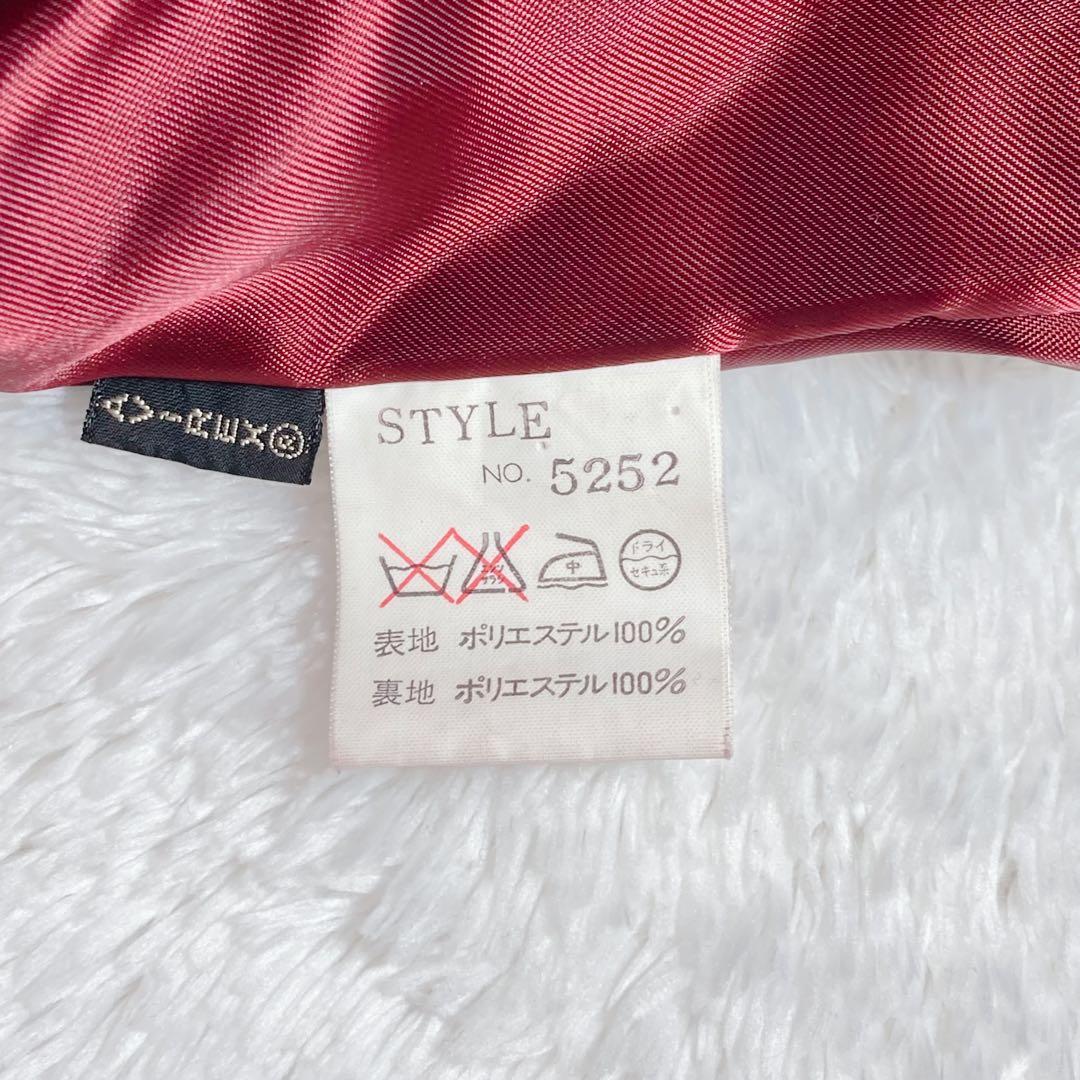 AVIREX®
STYLE
NO. 5252
エンソ サラシ 中 ドライ セキユ系
表地 ポリエステル100%
裏地 ポリエステル100%